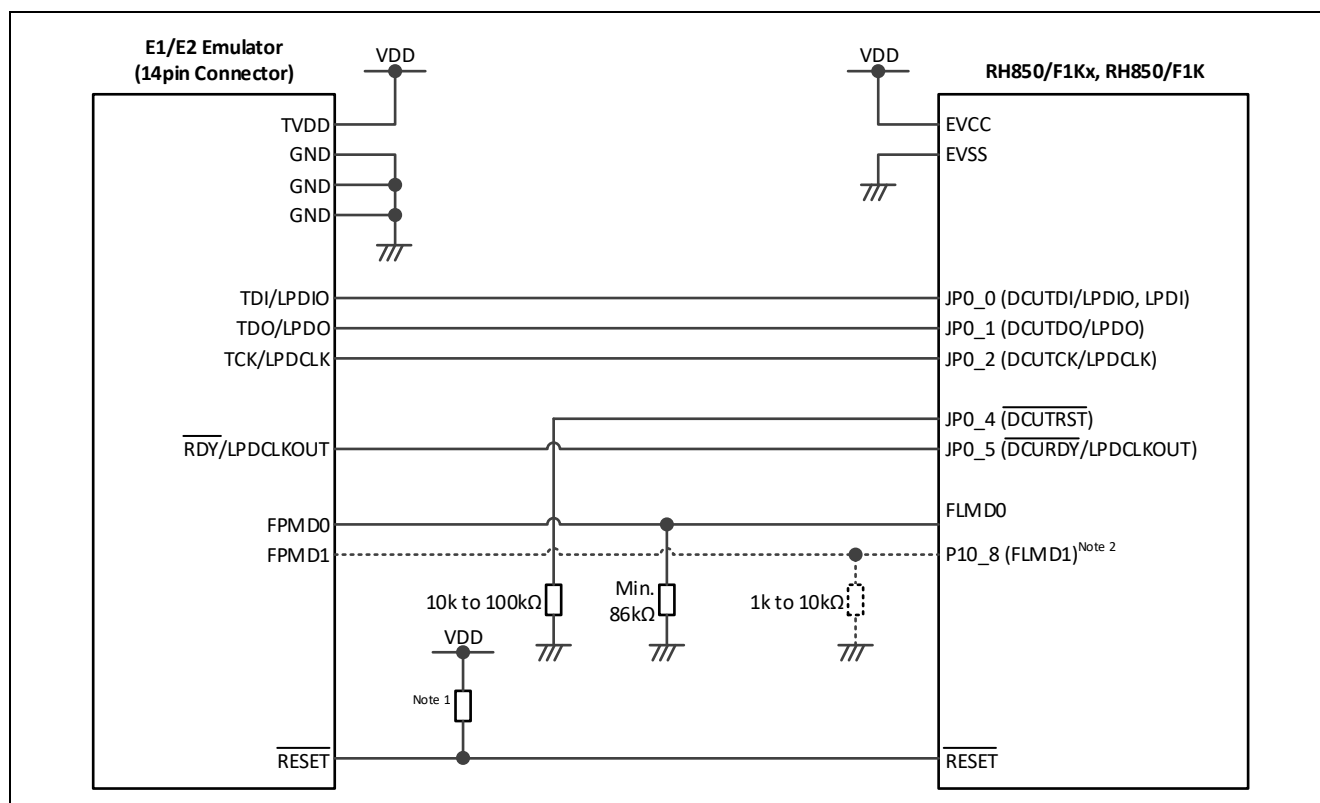 E1/E2 Emulator
(14pin Connector)
VDD
VDD
RH850/F1Kx, RH850/F1K
TVDD
EVCC
GND
EVSS
GND
GND
TDI/LPDIO
JP0_0 (DCUTDI/LPDIO, LPDI)
TDO/LPDO
JP0_1 (DCUTDO/LPDO)
TCK/LPDCLK
JP0_2 (DCUTCK/LPDCLK)
JP0_4 (DCUTRST)
RDY/LPDCLKOUT
JP0_5 (DCURDY/LPDCLKOUT)
FPMD0
FLMD0
FPMD1
P10_8 (FLMD1)Note 2
10k to 100kΩ
Min.
86kΩ
1k to 10kΩ
VDD
Note 1
RESET
RESET